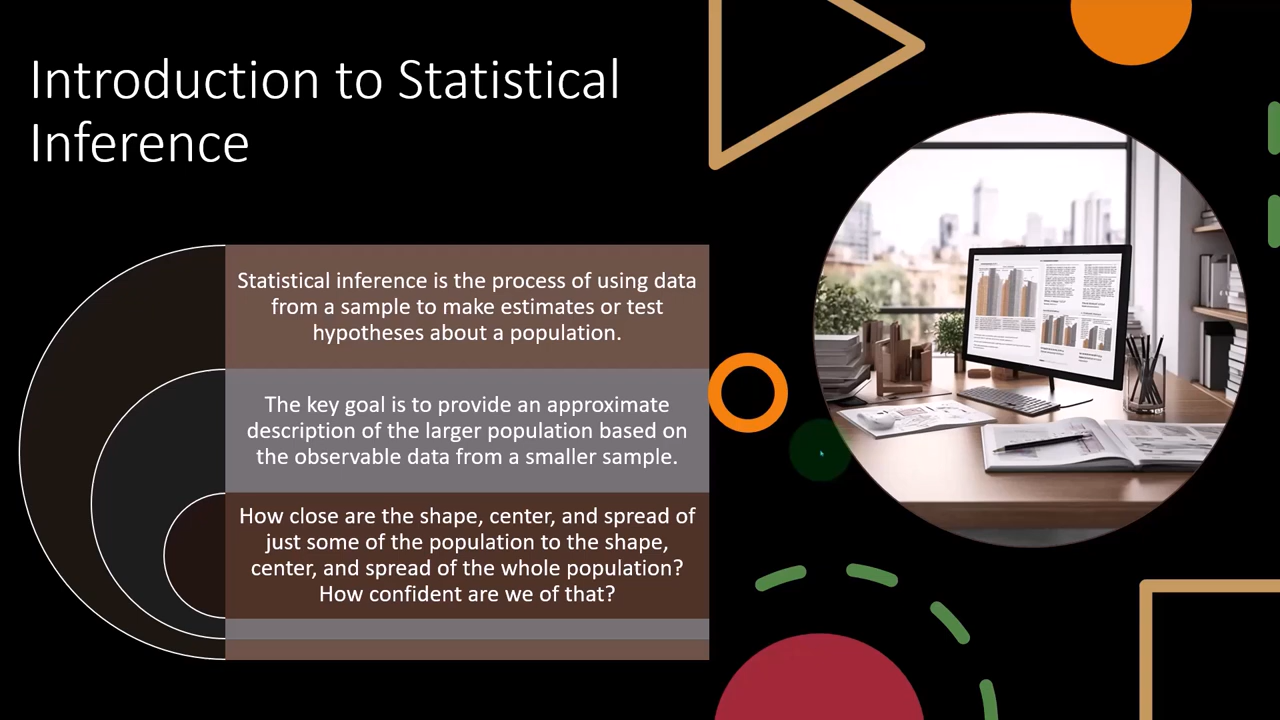 Introduction to Statistical
Inference
Statistical inference is the process of using data
from a sample to make estimates or test
hypotheses about a population.
The key goal is to provide an approximate
description of the larger population based on
the observable data from a smaller sample.
How close are the shape, center, and spread of
just some of the population to the shape,
center, and spread of the whole population?
How confident are we of that?